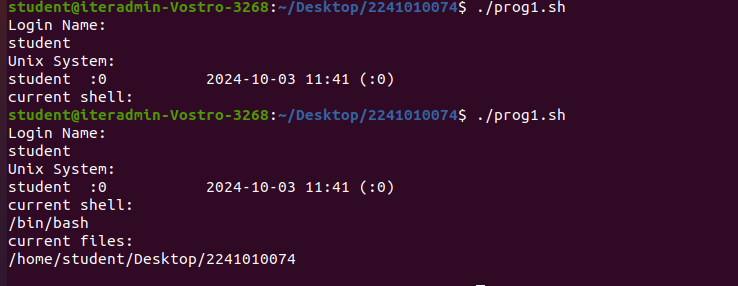 student@iteradmin-Vostro-3268:~/Desktop/2241010074$ ./prog1.sh
Login Name:
student
Unix System:
student  :0           2024-10-03 11:41 (:0)
current shell:
student@iteradmin-Vostro-3268:~/Desktop/2241010074$ ./prog1.sh
Login Name:
student
Unix System:
student  :0           2024-10-03 11:41 (:0)
current shell:
/bin/bash
current files:
/home/student/Desktop/2241010074